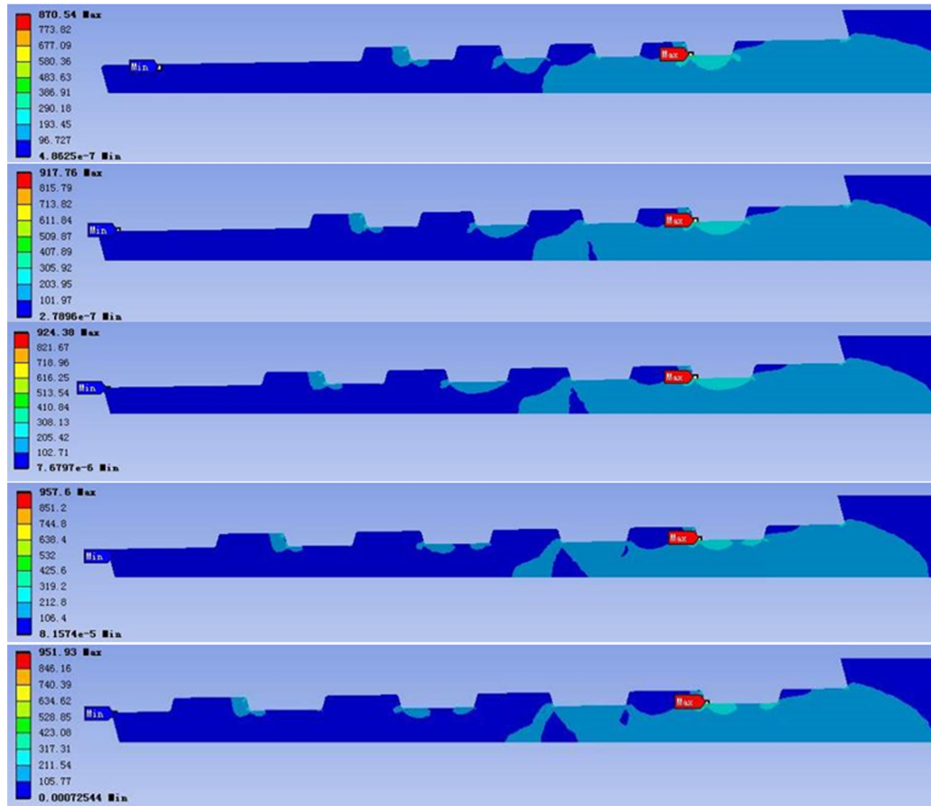 870.54 Max
773.82
677.09
580.36
483.63
386.91
290.18
193.45
96.727
4.8625e-7 Min
Min
Max
917.76 Max
815.79
713.82
611.84
509.87
407.89
305.92
203.95
101.97
2.7896e-7 Min
Min
Max
924.38 Max
821.67
718.96
616.25
513.54
410.84
308.13
205.42
102.71
7.6797e-6 Min
Min
Max
957.6 Max
851.2
744.8
638.4
532
425.6
319.2
212.8
106.4
8.1574e-5 Min
Min
Max
951.93 Max
846.16
740.39
634.62
528.85
423.08
317.31
211.54
105.77
0.00072544 Min
Min
Max